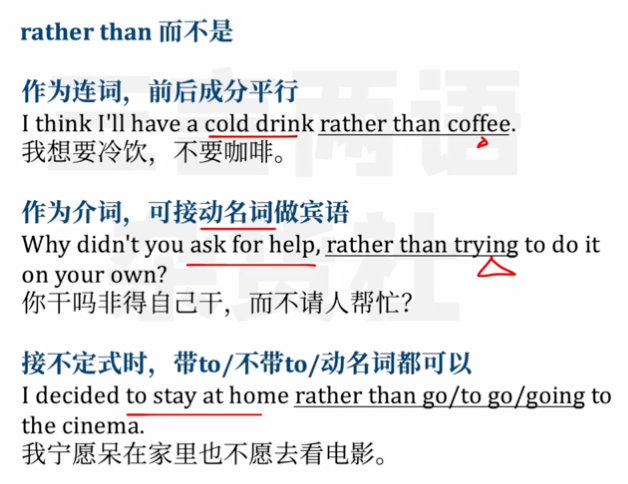 rather than 而不是
作为连词，前后成分平行
I think I'll have a cold drink rather than coffee.
我想要冷饮，不要咖啡。
作为介词，可接动名词做宾语
Why didn't you ask for help, rather than trying to do it
on your own?
你干吗非得自己干，而不请人帮忙？
接不定式时，带to/不带to/动名词都可以
I decided to stay at home rather than go/to go/going to
the cinema.
我宁愿呆在家里也不愿去看电影。